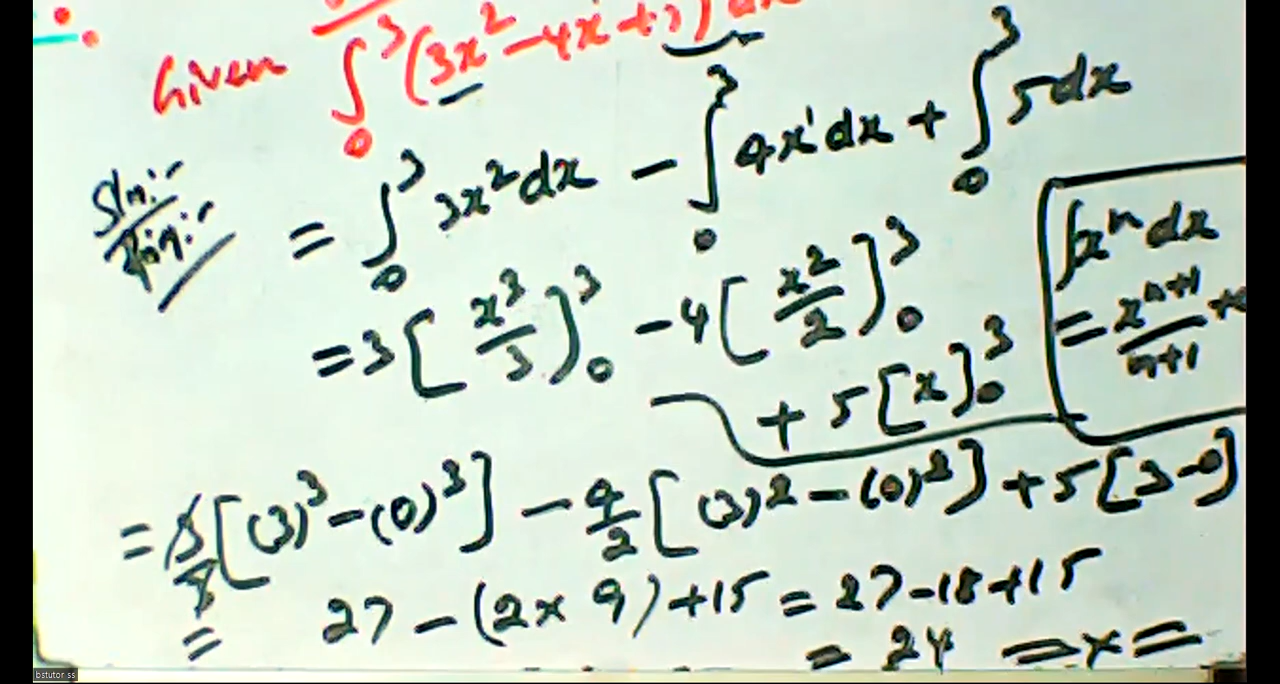 Given ∫₀³ (3x² - 4x + 5) dx
Sln:-
= ∫₀³ 3x² dx - ∫₀³ 4x¹ dx + ∫₀³ 5 dx
∫xⁿ dx
= xⁿ⁺¹/n+1 + c
= 3[x³/3]₀³ - 4[x²/2]₀³
+ 5[x]₀³
= 3/3[(3)³ - (0)³] - 4/2[(3)² - (0)²] + 5[3-0]
= 27 - (2 × 9) + 15 = 27 - 18 + 15
= 24 = x =
bstutor ss